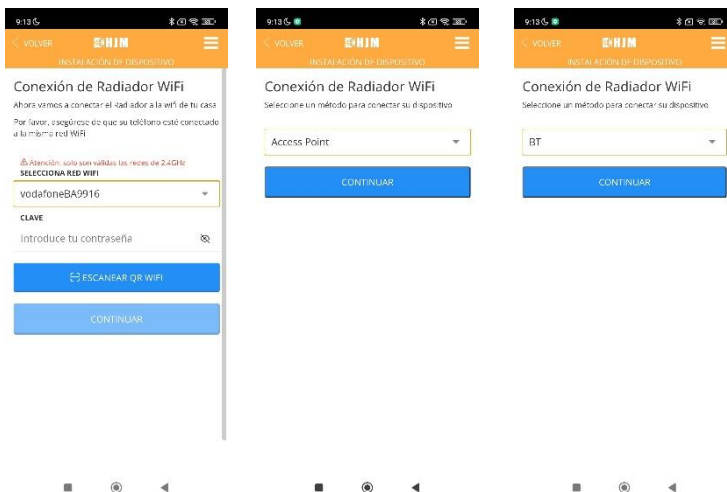 9:13
VOLVER
HJM
INSTALACIÓN DE DISPOSITIVO
Conexión de Radiador WiFi
Ahora vamos a conectar el Radiador a la wifi de tu casa
Por favor, asegúrese de que su teléfono esté conectado
a la misma red WiFi
Atención: solo son válidas las redes de 2.4GHz
SELECCIONA RED WIFI
vodafoneBA9916
CLAVE
Introduce tu contraseña
ESCANEAR QR WIFI
CONTINUAR
9:13
VOLVER
HJM
INSTALACIÓN DE DISPOSITIVO
Conexión de Radiador WiFi
Seleccione un método para conectar su dispositivo
Access Point
CONTINUAR
9:13
VOLVER
HJM
INSTALACIÓN DE DISPOSITIVO
Conexión de Radiador WiFi
Seleccione un método para conectar su dispositivo
BT
CONTINUAR